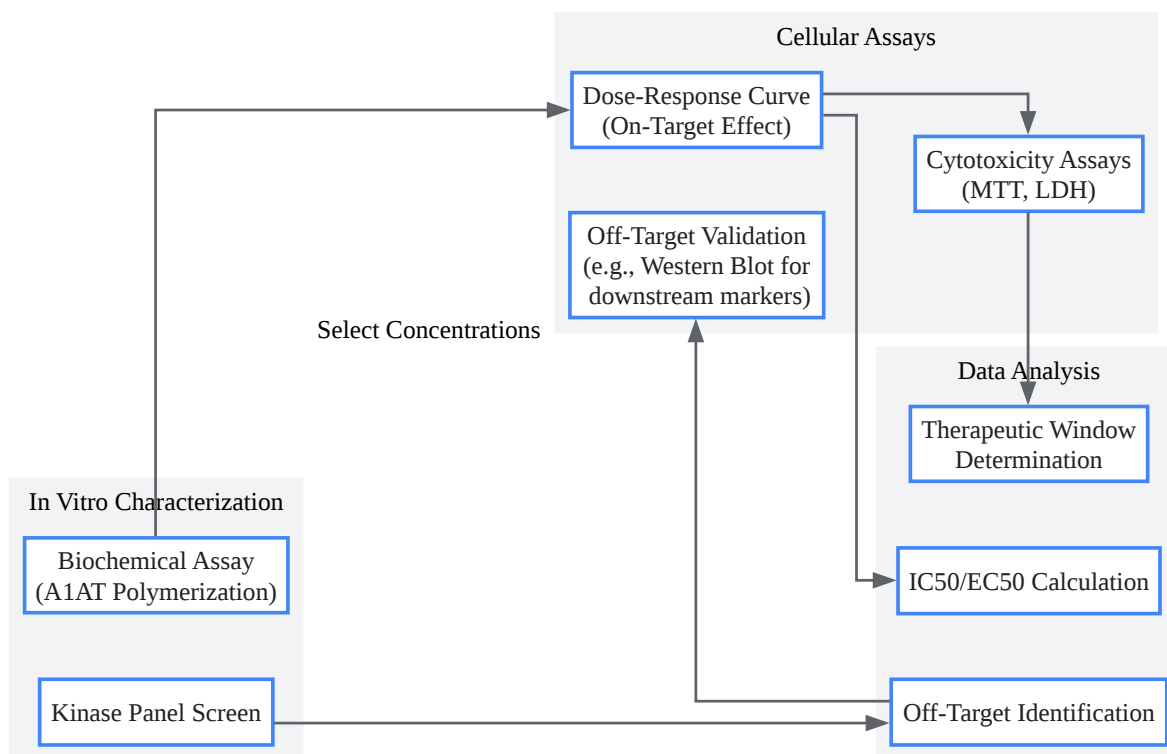 Cellular Assays
Dose-Response Curve
(On-Target Effect)
Cytotoxicity Assays
(MTT, LDH)
Off-Target Validation
(e.g., Western Blot for
downstream markers)
Select Concentrations
Data Analysis
Therapeutic Window
Determination
In Vitro Characterization
Biochemical Assay
(A1AT Polymerization)
IC50/EC50 Calculation
Kinase Panel Screen
Off-Target Identification